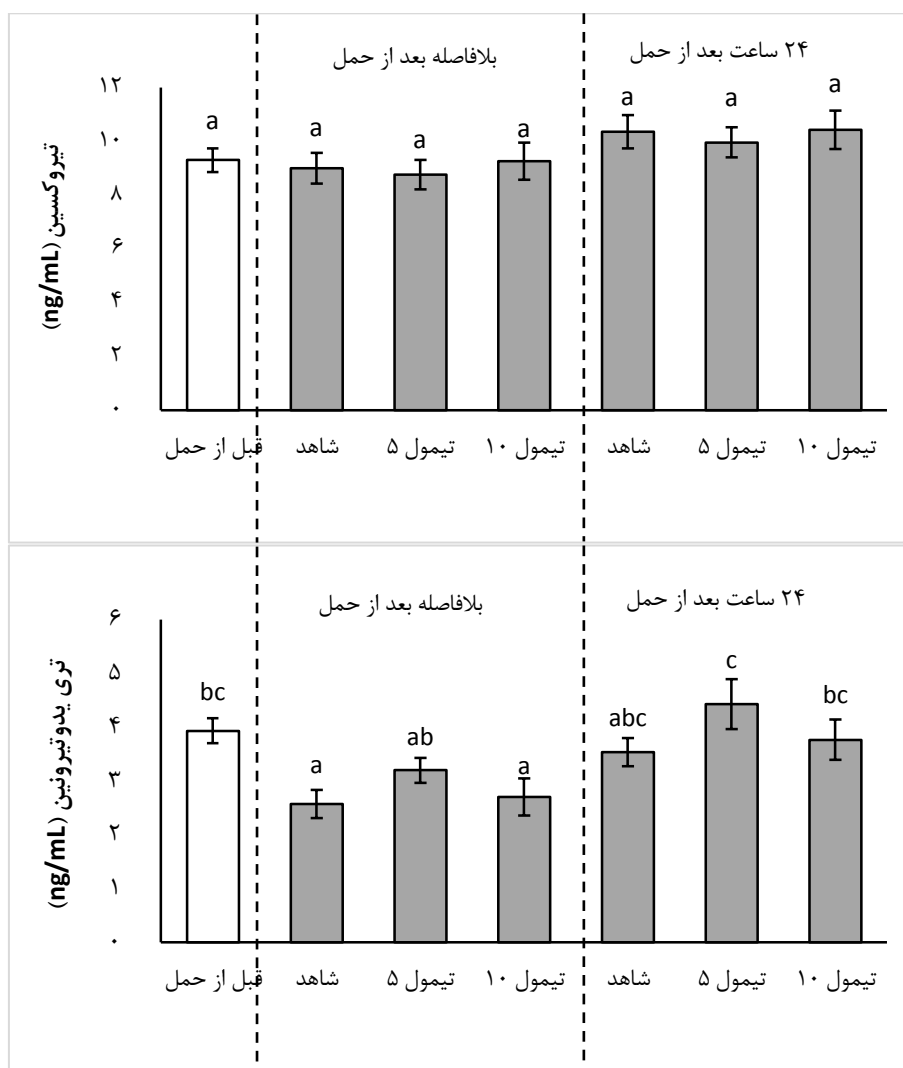 بلافاصله بعد از حمل
۲۴ ساعت بعد از حمل
تیروکسین (ng/mL)
۱۲
۱۰
۸
۶
۴
۲
۰
a
a
a
a
a
a
a
قبل از حمل
شاهد
تیمول ۵
تیمول ۱۰
شاهد
تیمول ۵
تیمول ۱۰
بلافاصله بعد از حمل
۲۴ ساعت بعد از حمل
تری یدوتیرونین (ng/mL)
۶
۵
۴
۳
۲
۱
۰
bc
a
ab
a
abc
c
bc
قبل از حمل
شاهد
تیمول ۵
تیمول ۱۰
شاهد
تیمول ۵
تیمول ۱۰